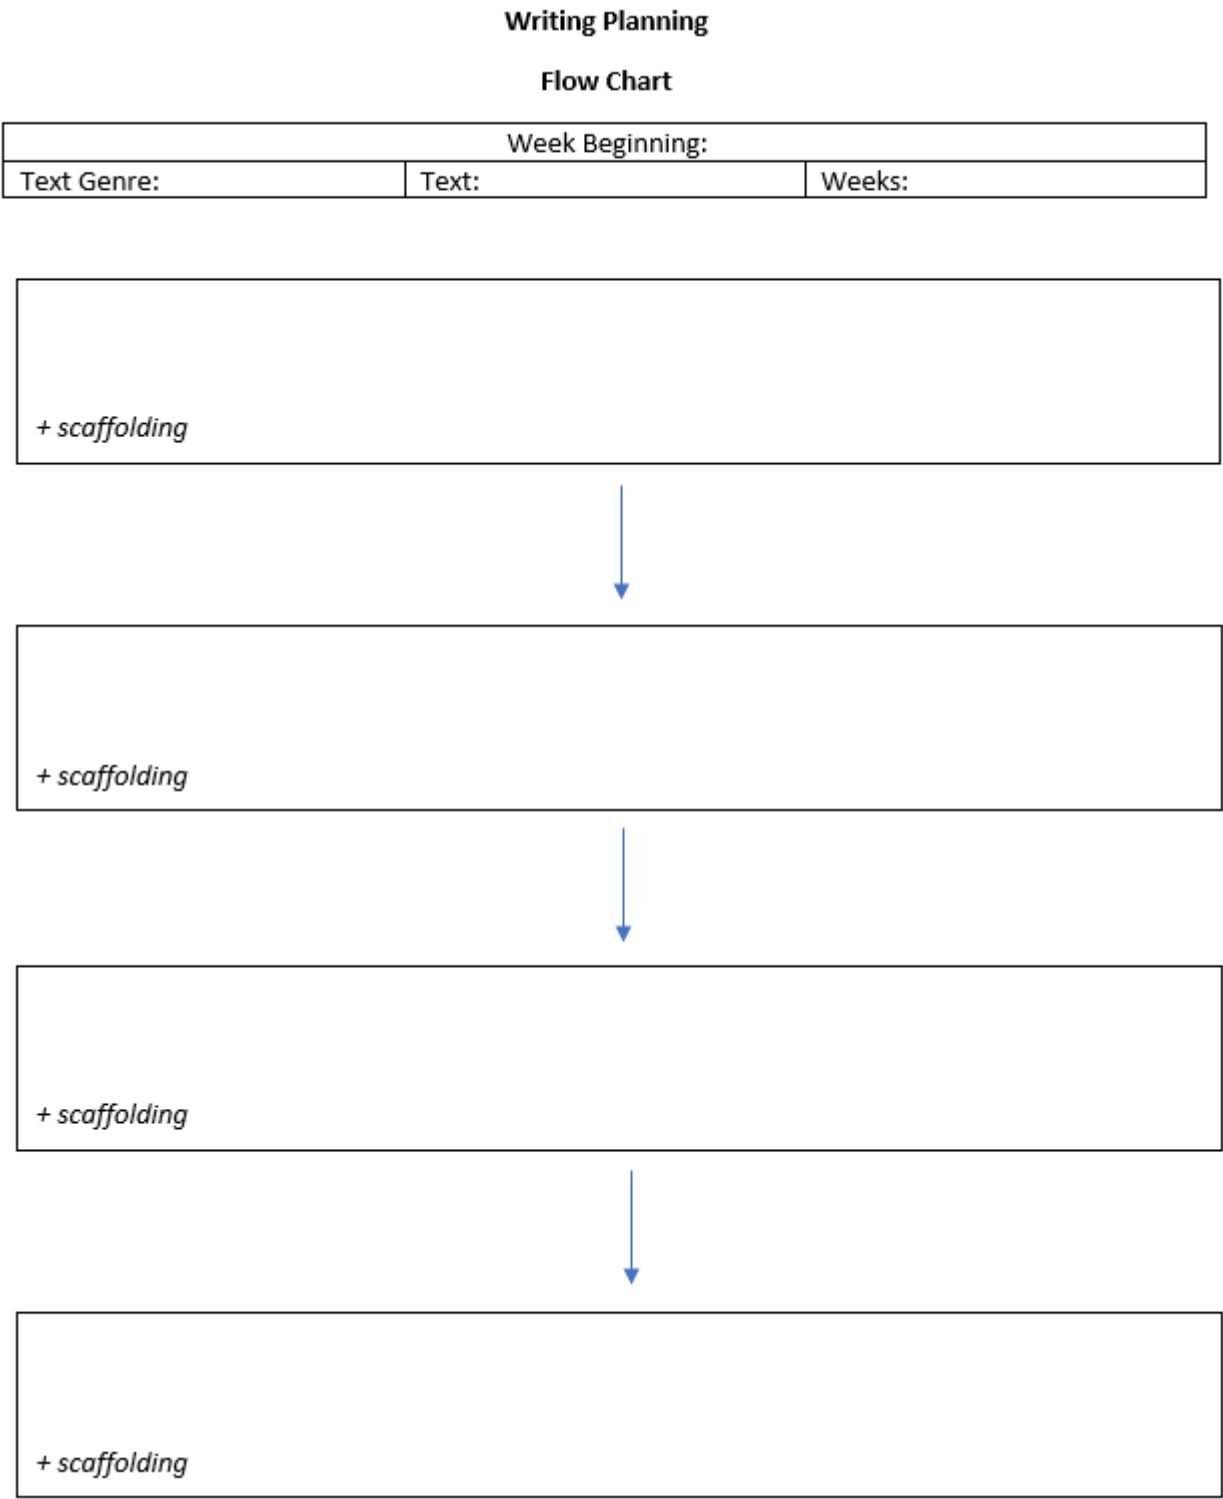 Writing Planning
Flow Chart
Week Beginning:
Text Genre:
Text:
Weeks:
+ scaffolding
+ scaffolding
+ scaffolding
+ scaffolding